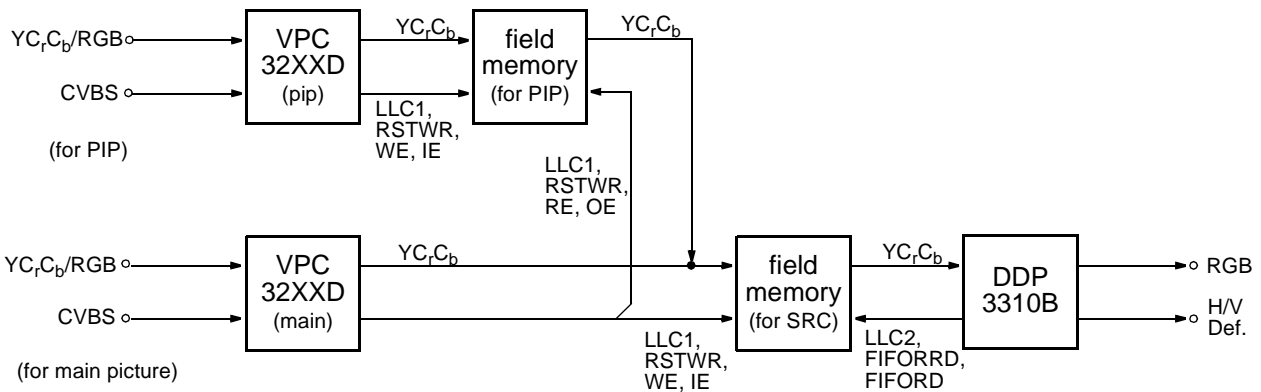 YCrCb/RGB
CVBS
(for PIP)
VPC
32XXD
(pip)
YCrCb
LLC1,
RSTWR,
WE, IE
field
memory
(for PIP)
YCrCb
LLC1,
RSTWR,
RE, OE
YCrCb/RGB
CVBS
(for main picture)
VPC
32XXD
(main)
YCrCb
LLC1,
RSTWR,
WE, IE
field
memory
(for SRC)
YCrCb
LLC2,
FIFORRD,
FIFORD
DDP
3310B
RGB
H/V
Def.